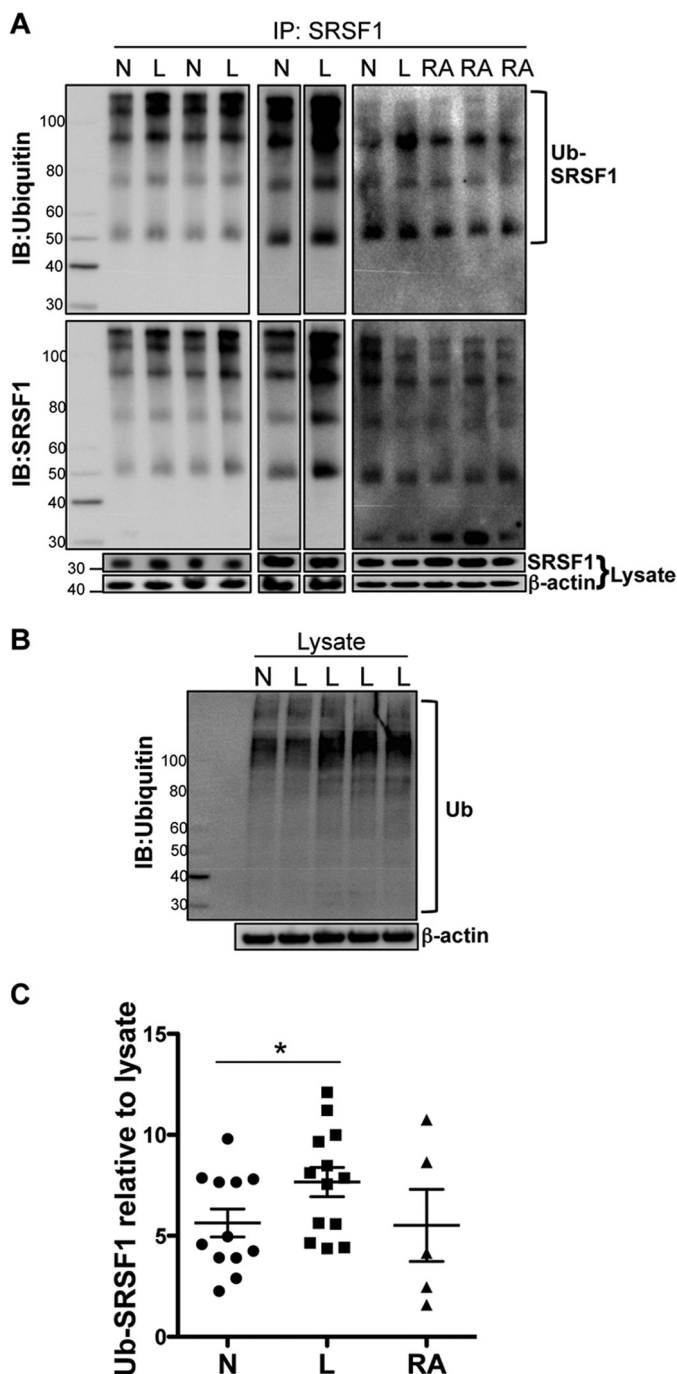 A
IP: SRSF1
N L N L N L N L RA RA RA
IB:Ubiquitin
100
80
60
50
40
30
Ub-
SRSF1
IB:SRSF1
100
80
60
50
40
30
30 SRSF1
40 β-actin
} Lysate
B
Lysate
N L L L L
IB:Ubiquitin
100
80
60
50
40
30
Ub
β-actin
C
Ub-SRSF1 relative to lysate
15
10
5
0
*
N L RA